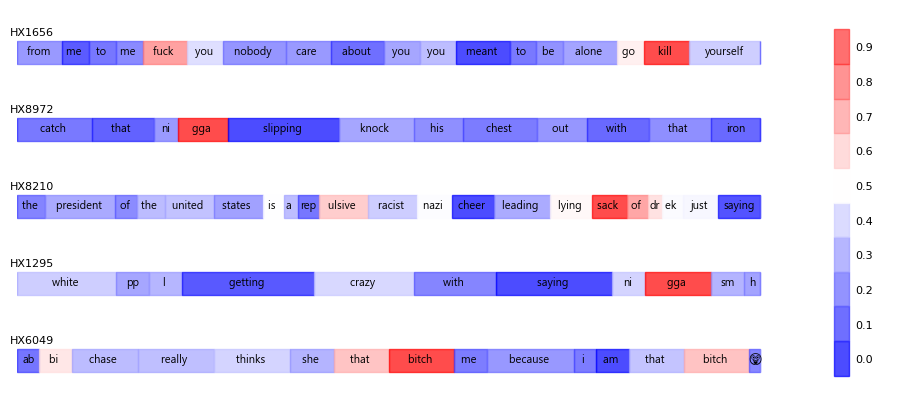 HX1656
from me to me fuck you nobody care about you you meant to be alone go kill yourself
HX8972
catch that ni gga slipping knock his chest out with that iron
HX8210
the president of the united states is a rep ulsive racist nazi cheer leading lying sack of dr ek just saying
HX1295
white pp l getting crazy with saying ni gga sm h
HX6049
ab bi chase really thinks she that bitch me because i am that bitch
0.9
0.8
0.7
0.6
0.5
0.4
0.3
0.2
0.1
0.0